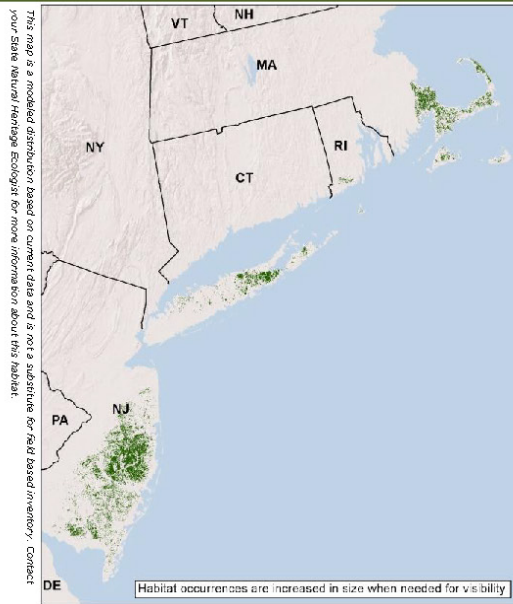 This map is a modeled distribution based on current data and is not a substitute for field based inventory. Contact
your State Natural Heritage Ecologist for more information about this habitat.
VT
NH
MA
NY
CT
RI
PA
NJ
DE
Habitat occurrences are increased in size when needed for visibility